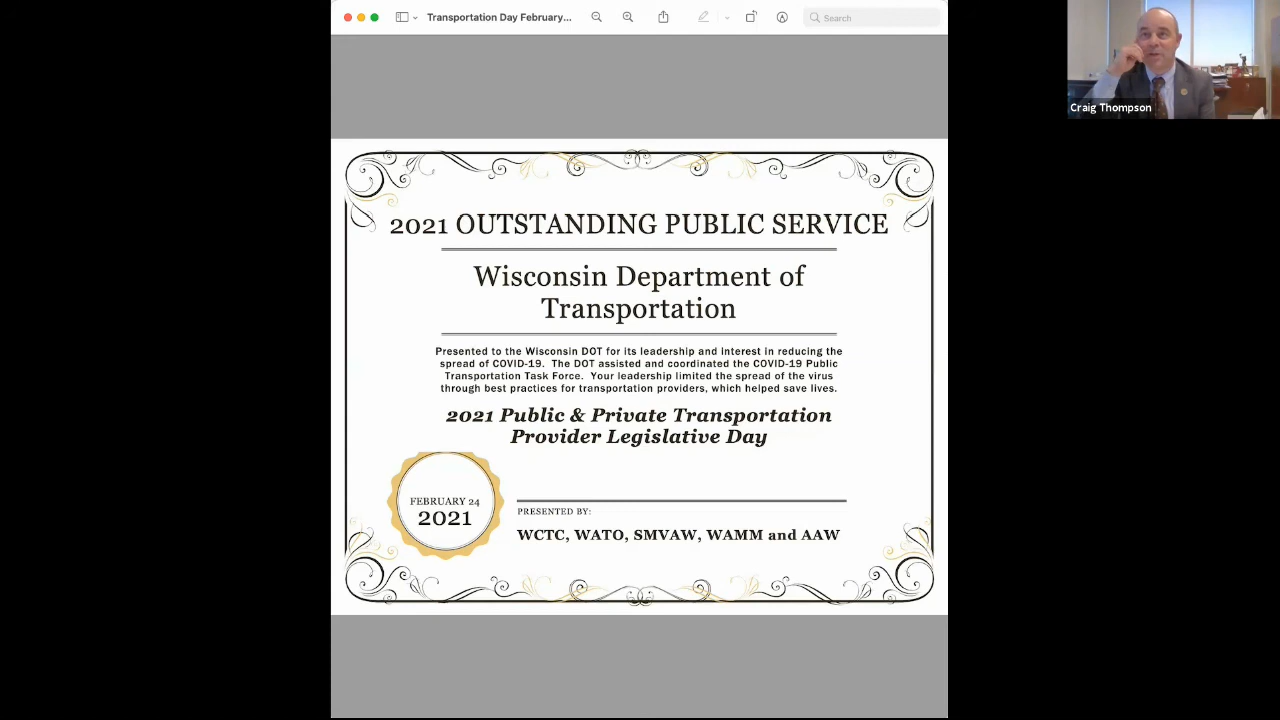 Transportation Day February...
Search
Craig Thompson
2021 OUTSTANDING PUBLIC SERVICE
Wisconsin Department of
Transportation
Presented to the Wisconsin DOT for its leadership and interest in reducing the
spread of COVID-19. The DOT assisted and coordinated the COVID-19 Public
Transportation Task Force. Your leadership limited the spread of the virus
through best practices for transportation providers, which helped save lives.
2021 Public & Private Transportation
Provider Legislative Day
FEBRUARY 24
2021
PRESENTED BY:
WCTC, WATO, SMVAW, WAMM and AAW